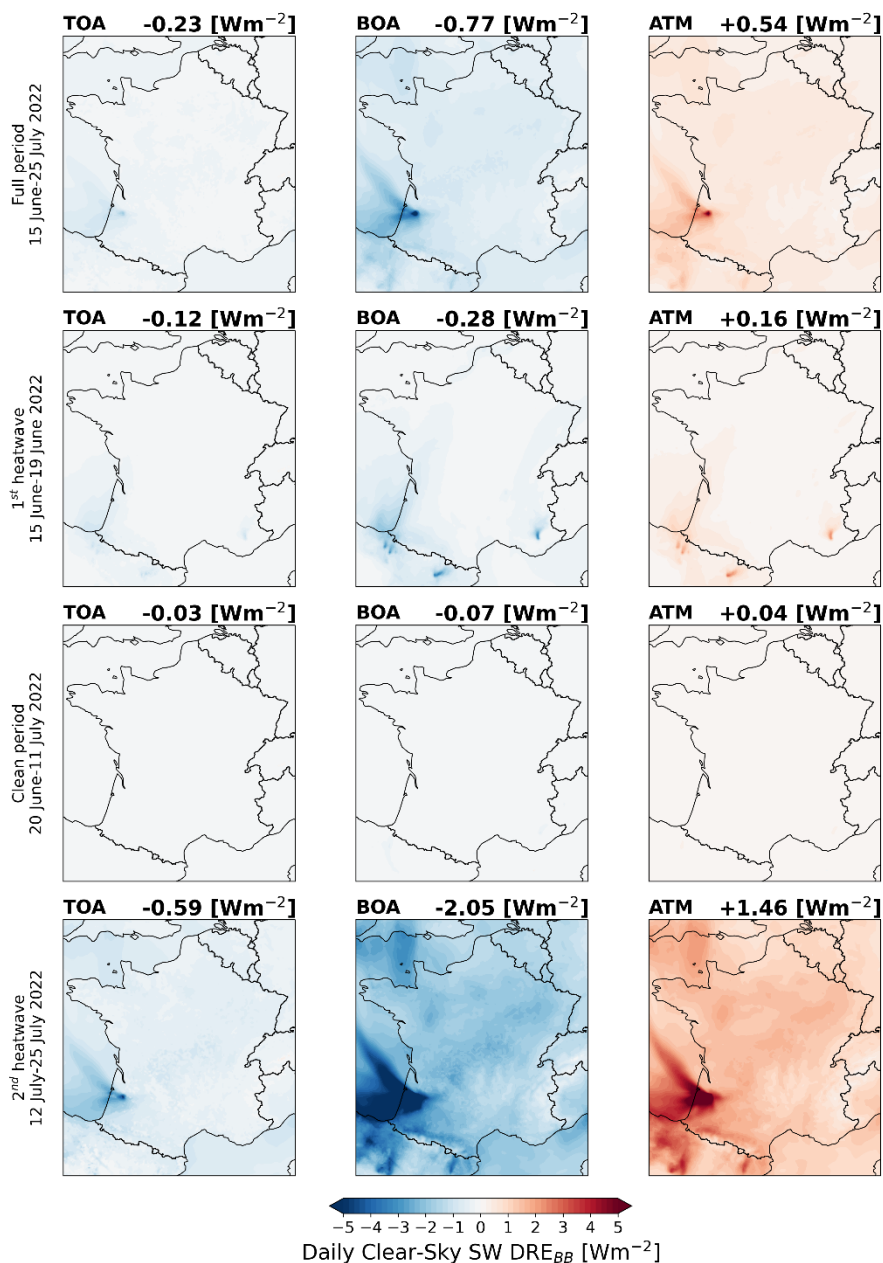 TOA -0.23 [Wm⁻²] BOA -0.77 [Wm⁻²] ATM +0.54 [Wm⁻²]
Full period
15 June-25 July 2022
TOA -0.12 [Wm⁻²] BOA -0.28 [Wm⁻²] ATM +0.16 [Wm⁻²]
1st heatwave
15 June-19 June 2022
TOA -0.03 [Wm⁻²] BOA -0.07 [Wm⁻²] ATM +0.04 [Wm⁻²]
Clean period
20 June-11 July 2022
TOA -0.59 [Wm⁻²] BOA -2.05 [Wm⁻²] ATM +1.46 [Wm⁻²]
2nd heatwave
12 July-25 July 2022
−5 −4 −3 −2 −1 0 1 2 3 4 5
Daily Clear-Sky SW DRE_BB [Wm⁻²]